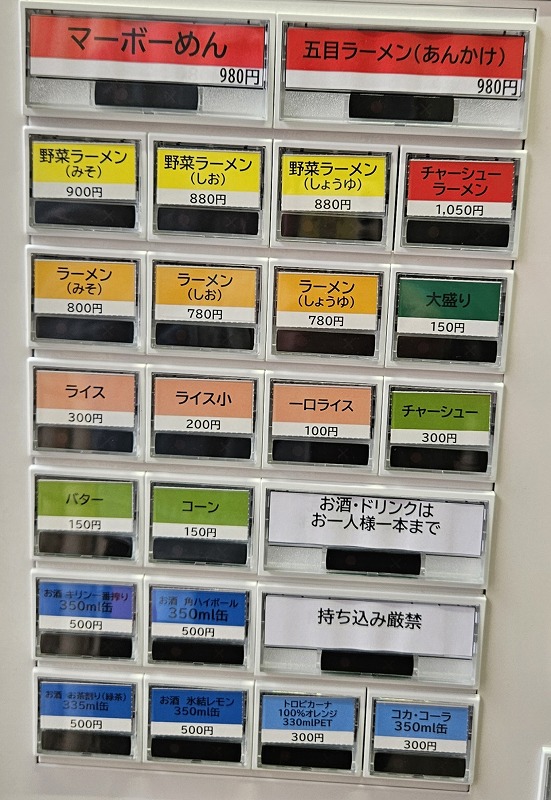 マーボーめん
980円
五目ラーメン(あんかけ)
980円
野菜ラーメン
(みそ)
900円
野菜ラーメン
(しお)
880円
野菜ラーメン
(しょうゆ)
880円
チャーシュー
ラーメン
1,050円
ラーメン
(みそ)
800円
ラーメン
(しお)
780円
ラーメン
(しょうゆ)
780円
大盛り
150円
ライス
300円
ライス小
200円
一口ライス
100円
チャーシュー
300円
バター
150円
コーン
150円
お酒・ドリンクは
お一人様一本まで
お酒 キリン一番搾り
350ml缶
500円
お酒 角ハイボール
350ml缶
500円
持ち込み厳禁
お酒 お茶割り(緑茶)
335ml缶
500円
お酒 氷結レモン
350ml缶
500円
トロピカーナ
100%オレンジ
330mlPET
300円
コカ・コーラ
350ml缶
300円